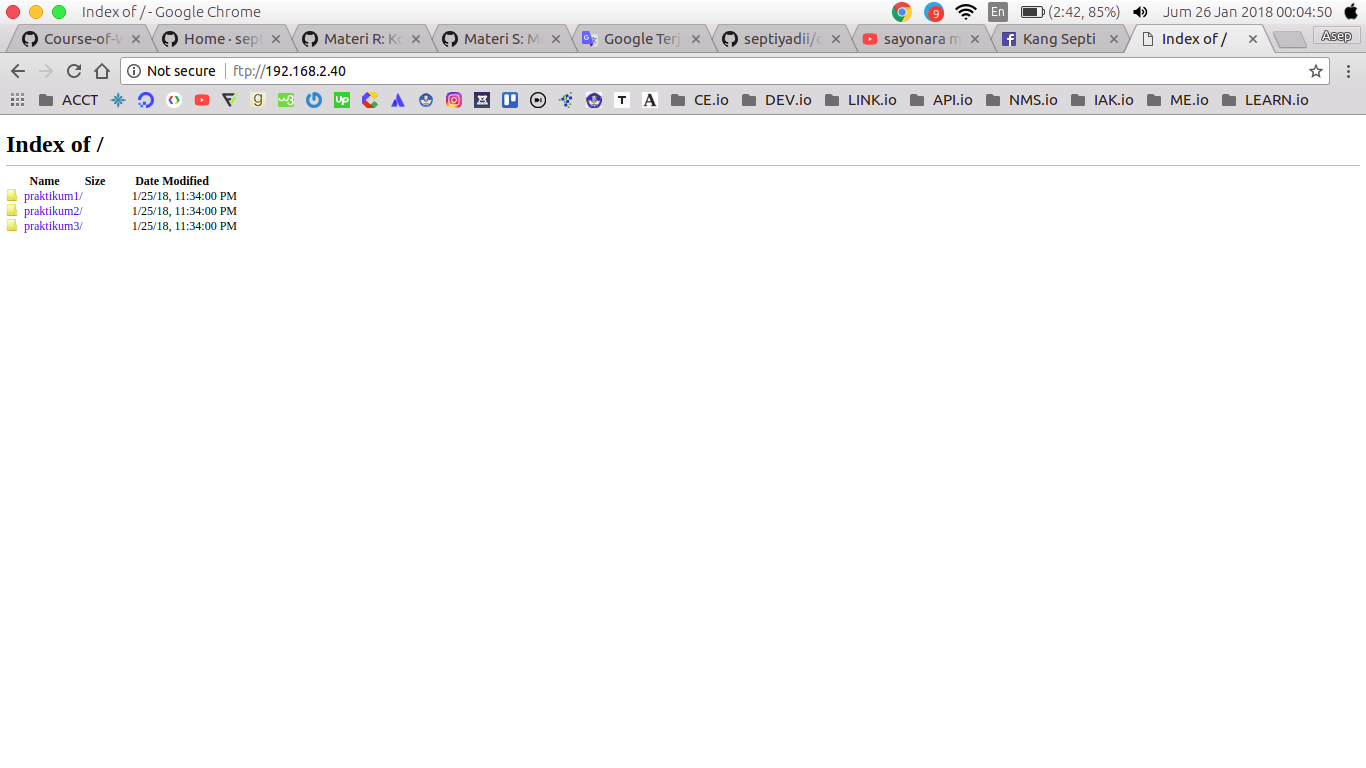 Index of / - Google Chrome
9
En
(2:42, 85%)
Jum 26 Jan 2018 00:04:50
Course-of-
Home · sep
Materi R: K
Materi S: M
Google Terj
septiyadii/
sayonara m
Kang Septi
Index of /
Asep
Not secure
ftp://192.168.2.40
ACCT
CE.io
DEV.io
LINK.io
API.io
NMS.io
IAK.io
ME.io
LEARN.io
Index of /
Name Size Date Modified
praktikum1/ 1/25/18, 11:34:00 PM
praktikum2/ 1/25/18, 11:34:00 PM
praktikum3/ 1/25/18, 11:34:00 PM